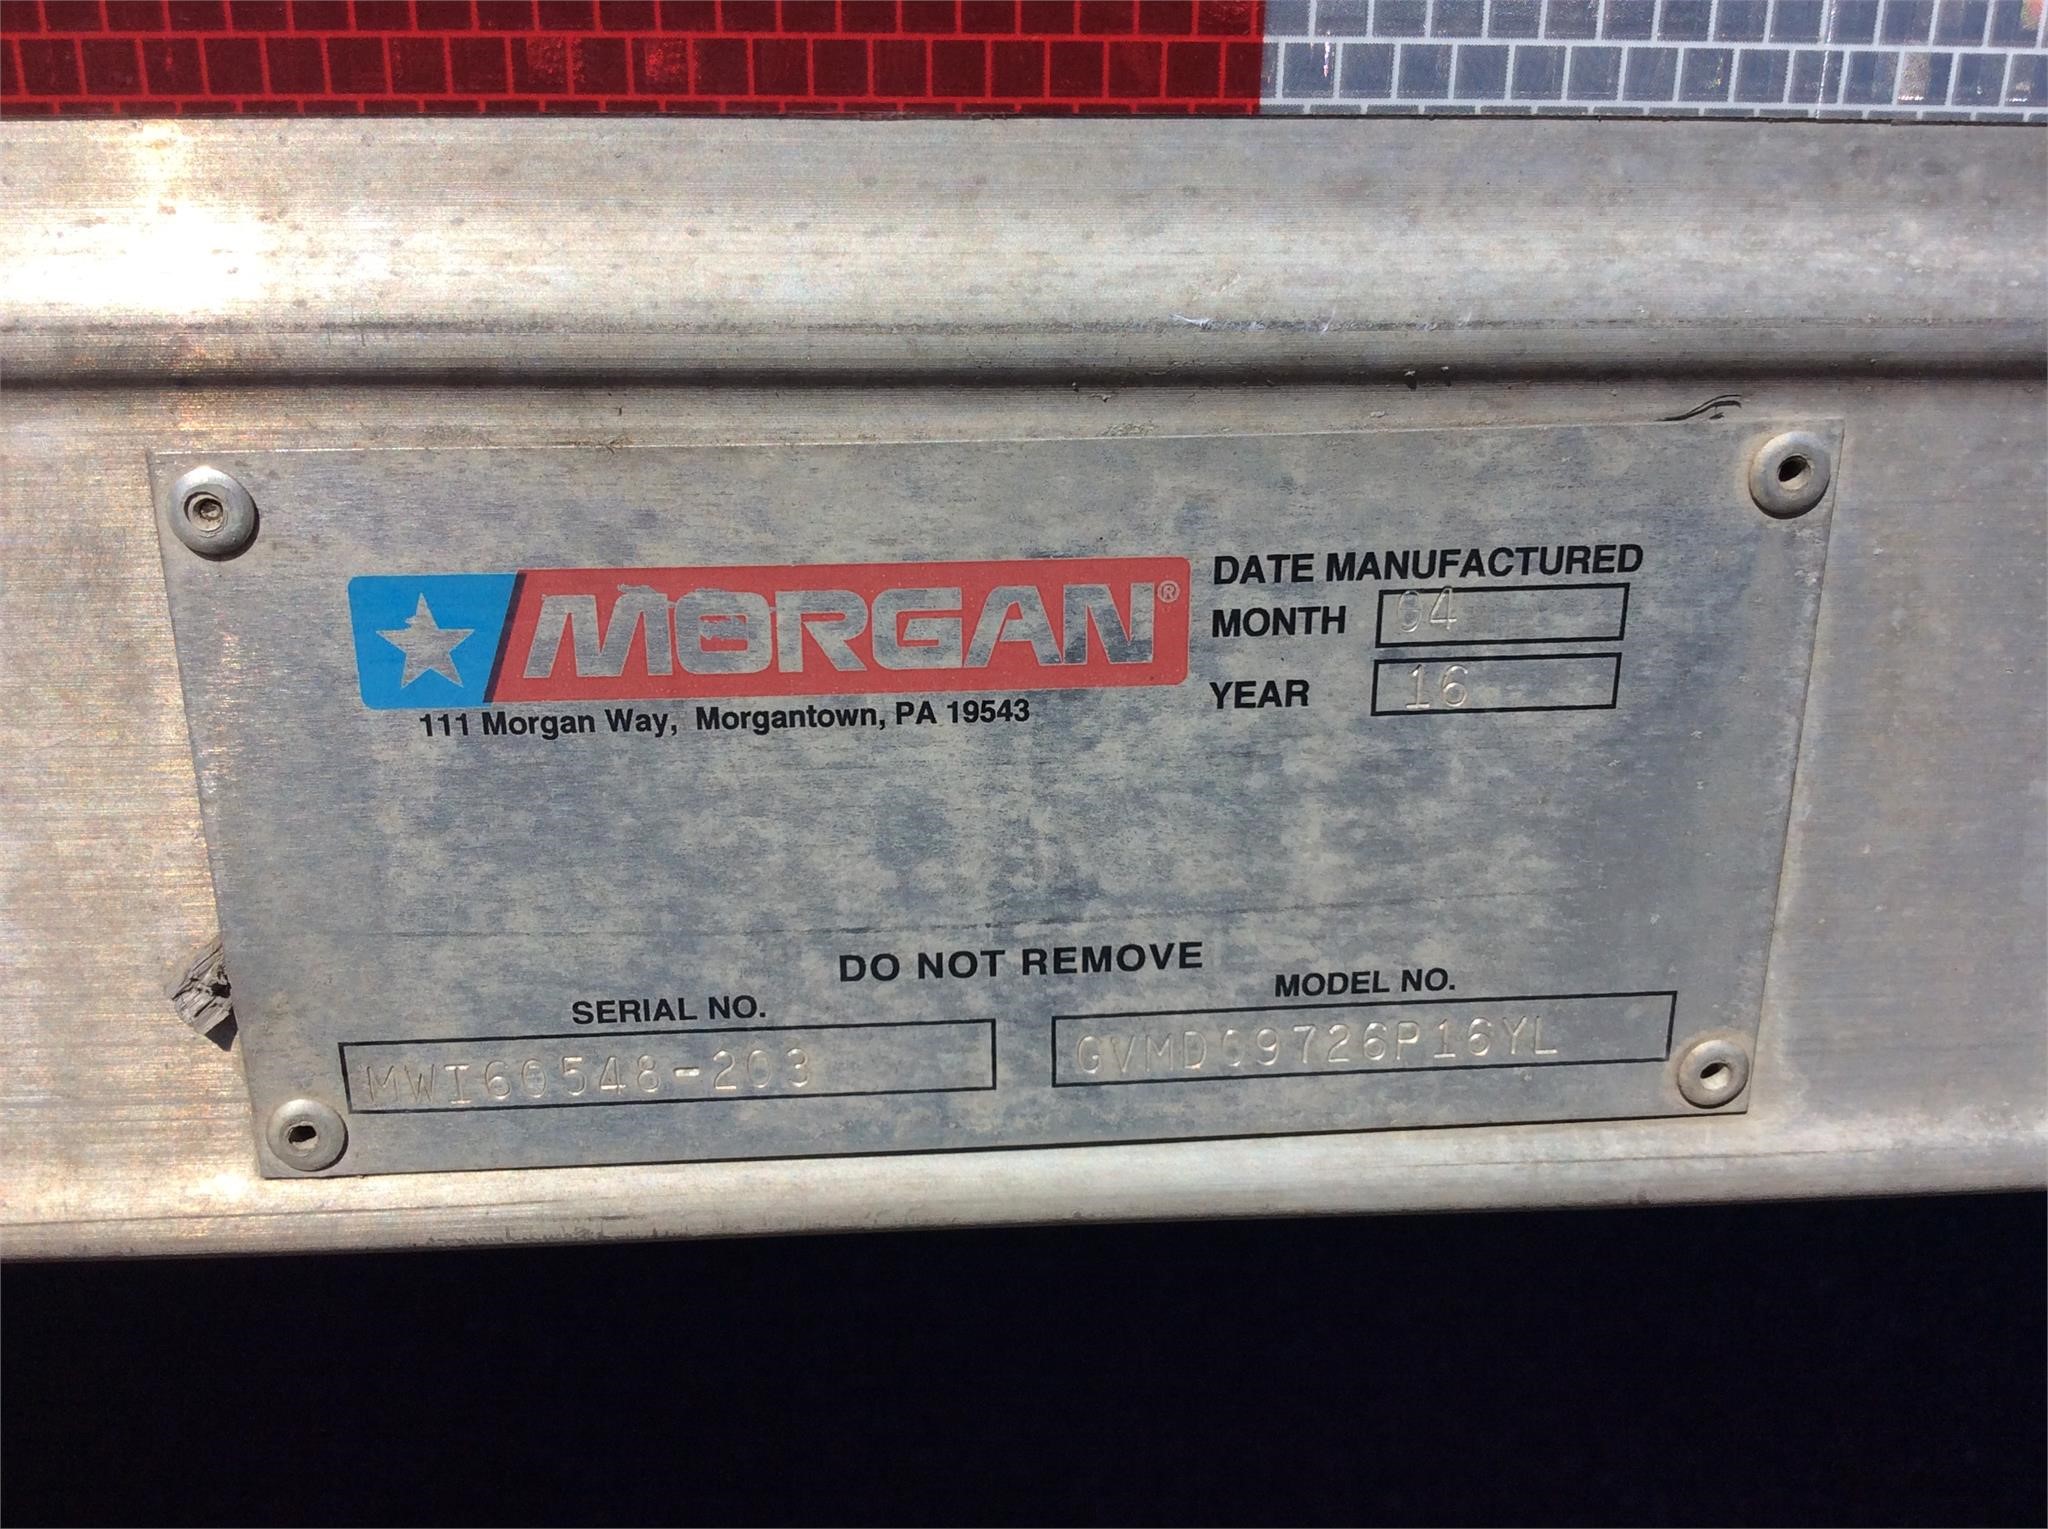 MORGAN®
111 Morgan Way, Morgantown, PA 19543
DATE MANUFACTURED
MONTH 04
YEAR 16
DO NOT REMOVE
SERIAL NO.
MWI60548-203
MODEL NO.
GVMD09726P16YL